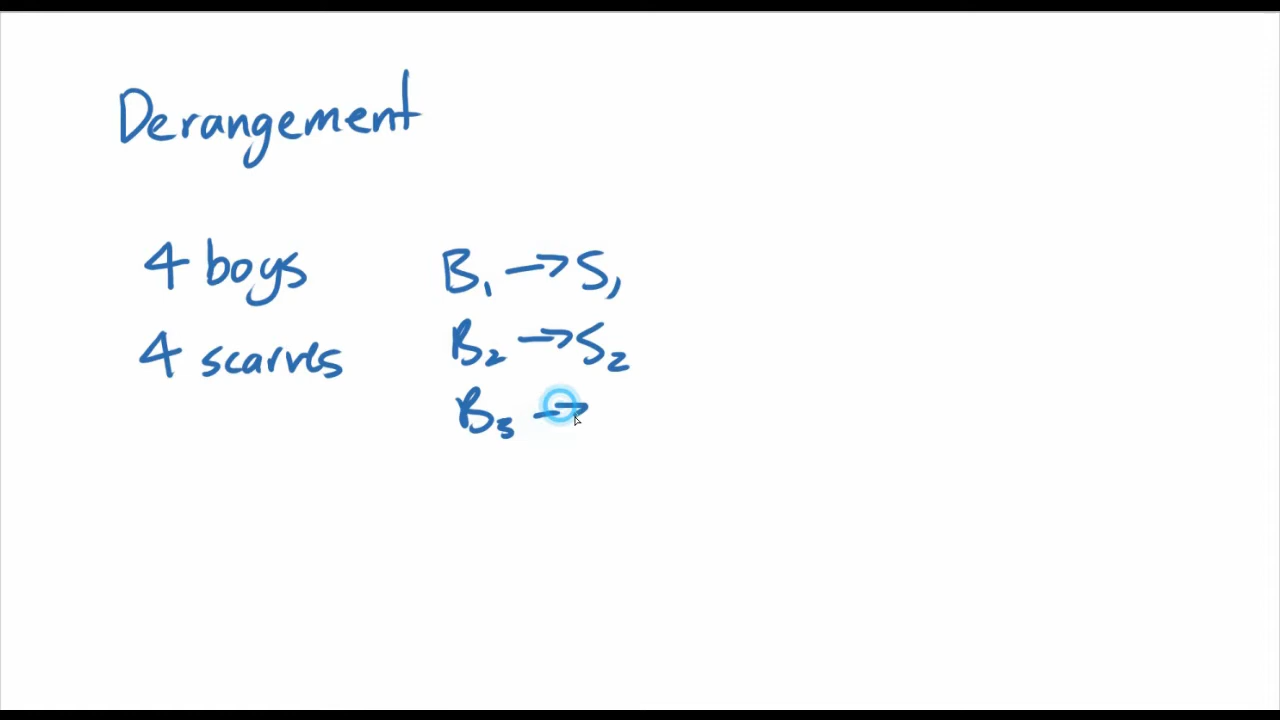 Derangement
4 boys B₁ → S₁
4 scarves B₂ → S₂
B₃ →